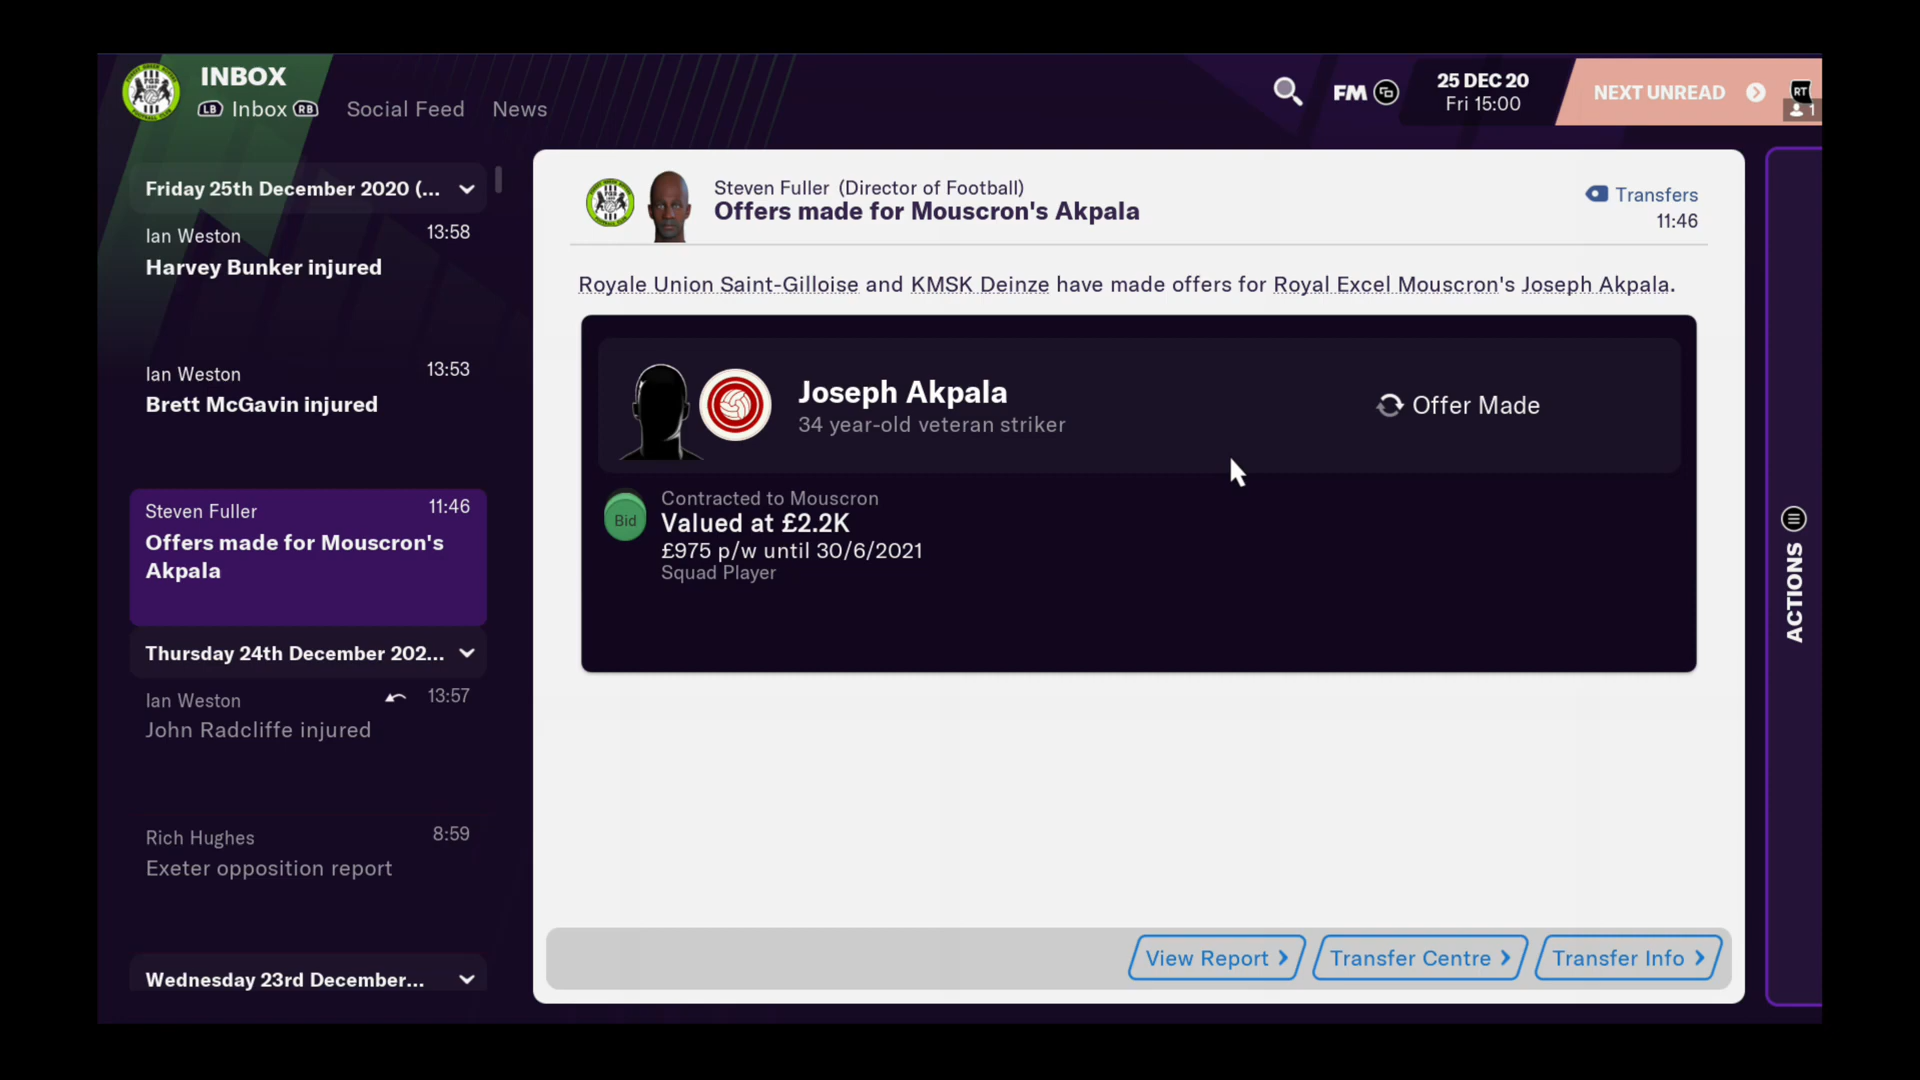 INBOX
LB Inbox RB Social Feed News
FM
25 DEC 20
Fri 15:00
NEXT UNREAD
RT
1
Friday 25th December 2020 (...
Ian Weston 13:58
Harvey Bunker injured
Ian Weston 13:53
Brett McGavin injured
Steven Fuller 11:46
Offers made for Mouscron's
Akpala
Thursday 24th December 202...
Ian Weston 13:57
John Radcliffe injured
Rich Hughes 8:59
Exeter opposition report
Wednesday 23rd December...
Steven Fuller (Director of Football)
Offers made for Mouscron's Akpala
Transfers
11:46
Royale Union Saint-Gilloise and KMSK Deinze have made offers for Royal Excel Mouscron's Joseph Akpala.
Joseph Akpala
34 year-old veteran striker
Offer Made
Bid
Contracted to Mouscron
Valued at £2.2K
£975 p/w until 30/6/2021
Squad Player
View Report
Transfer Centre
Transfer Info
ACTIONS